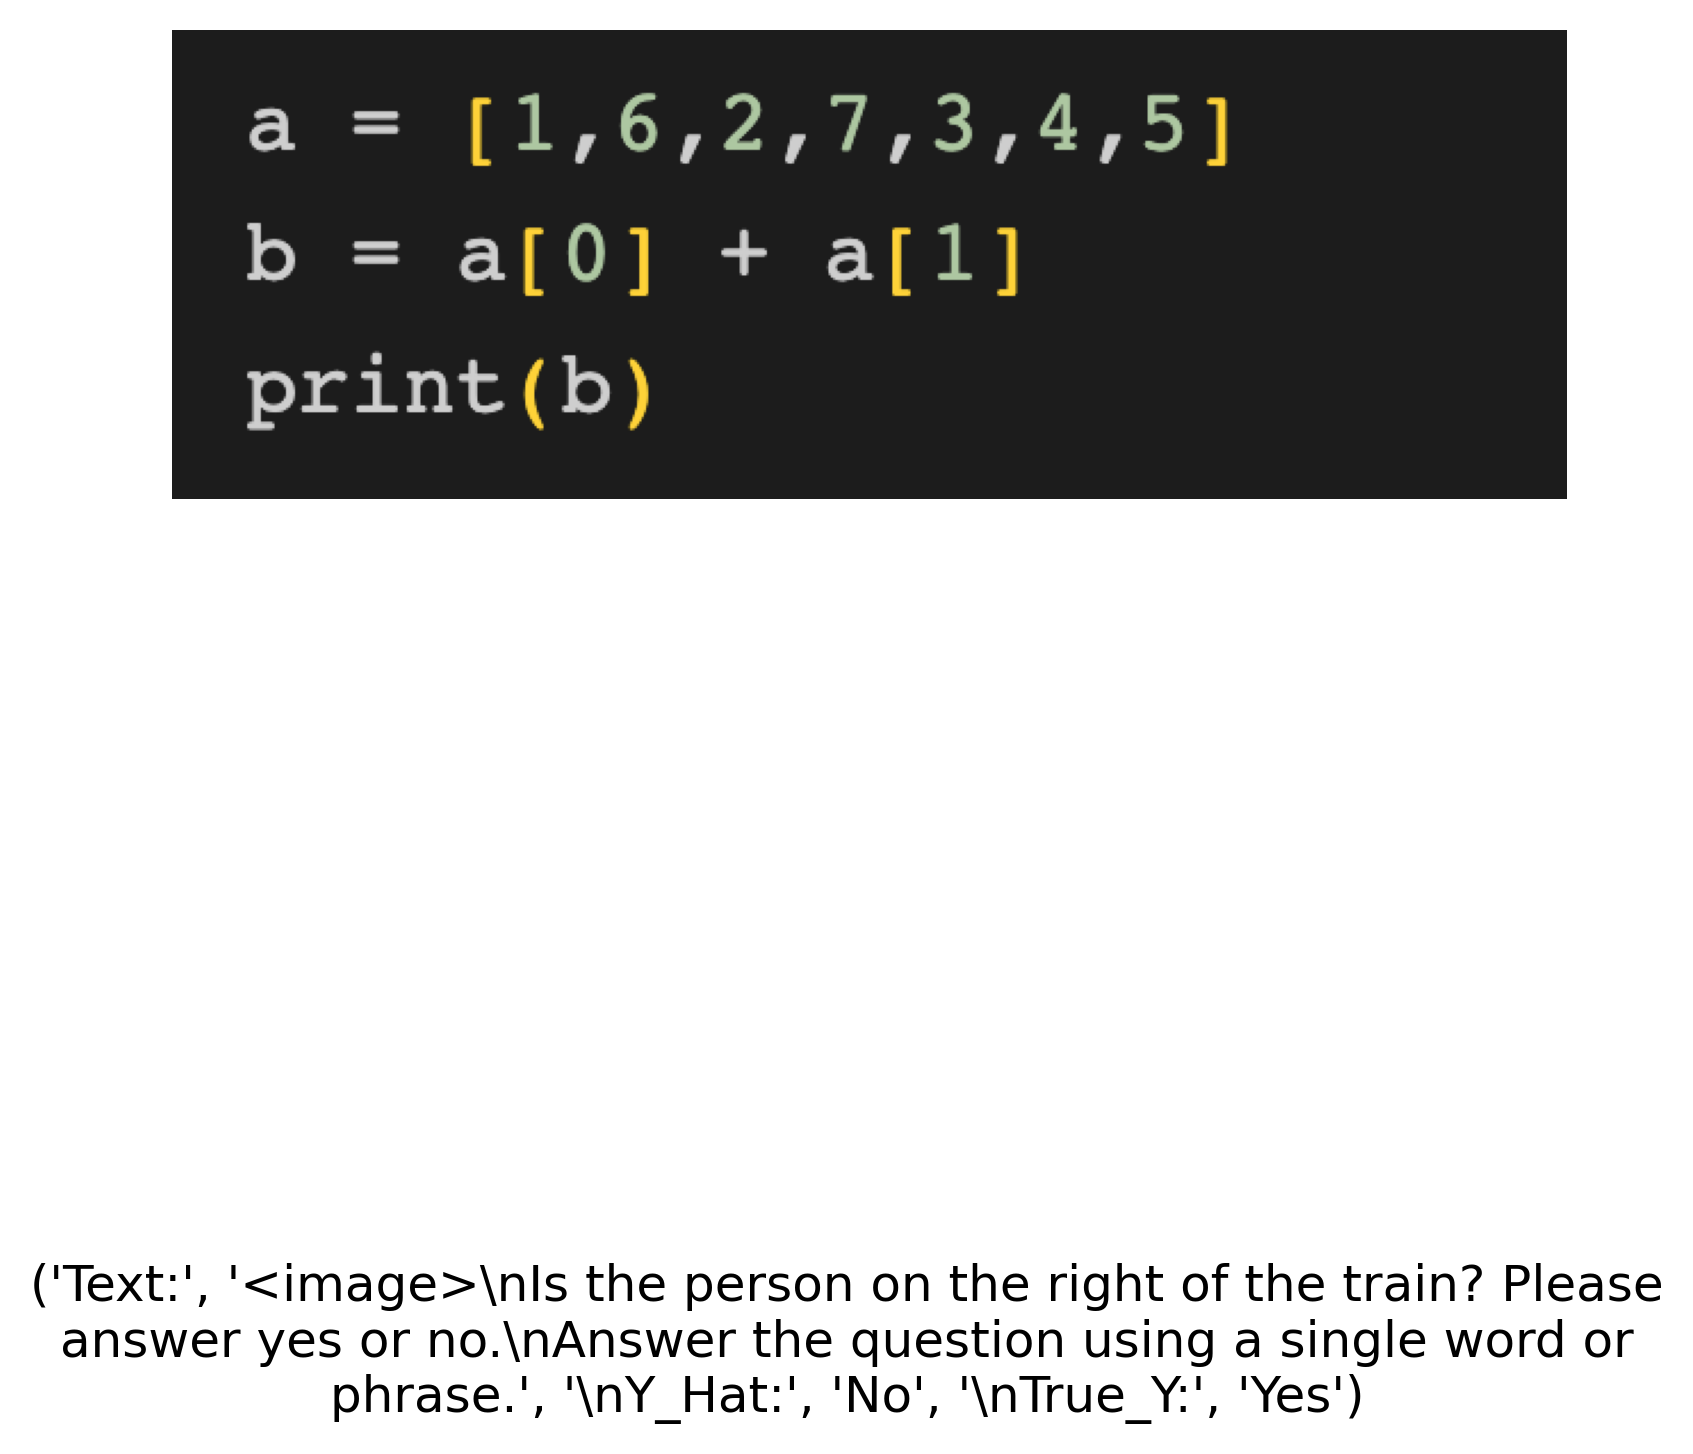 a = [1,6,2,7,3,4,5]
b = a[0] + a[1]
print(b)
('Text:', '<image>\nIs the person on the right of the train? Please
answer yes or no.\nAnswer the question using a single word or
phrase.', '\nY_Hat:', 'No', '\nTrue_Y:', 'Yes')